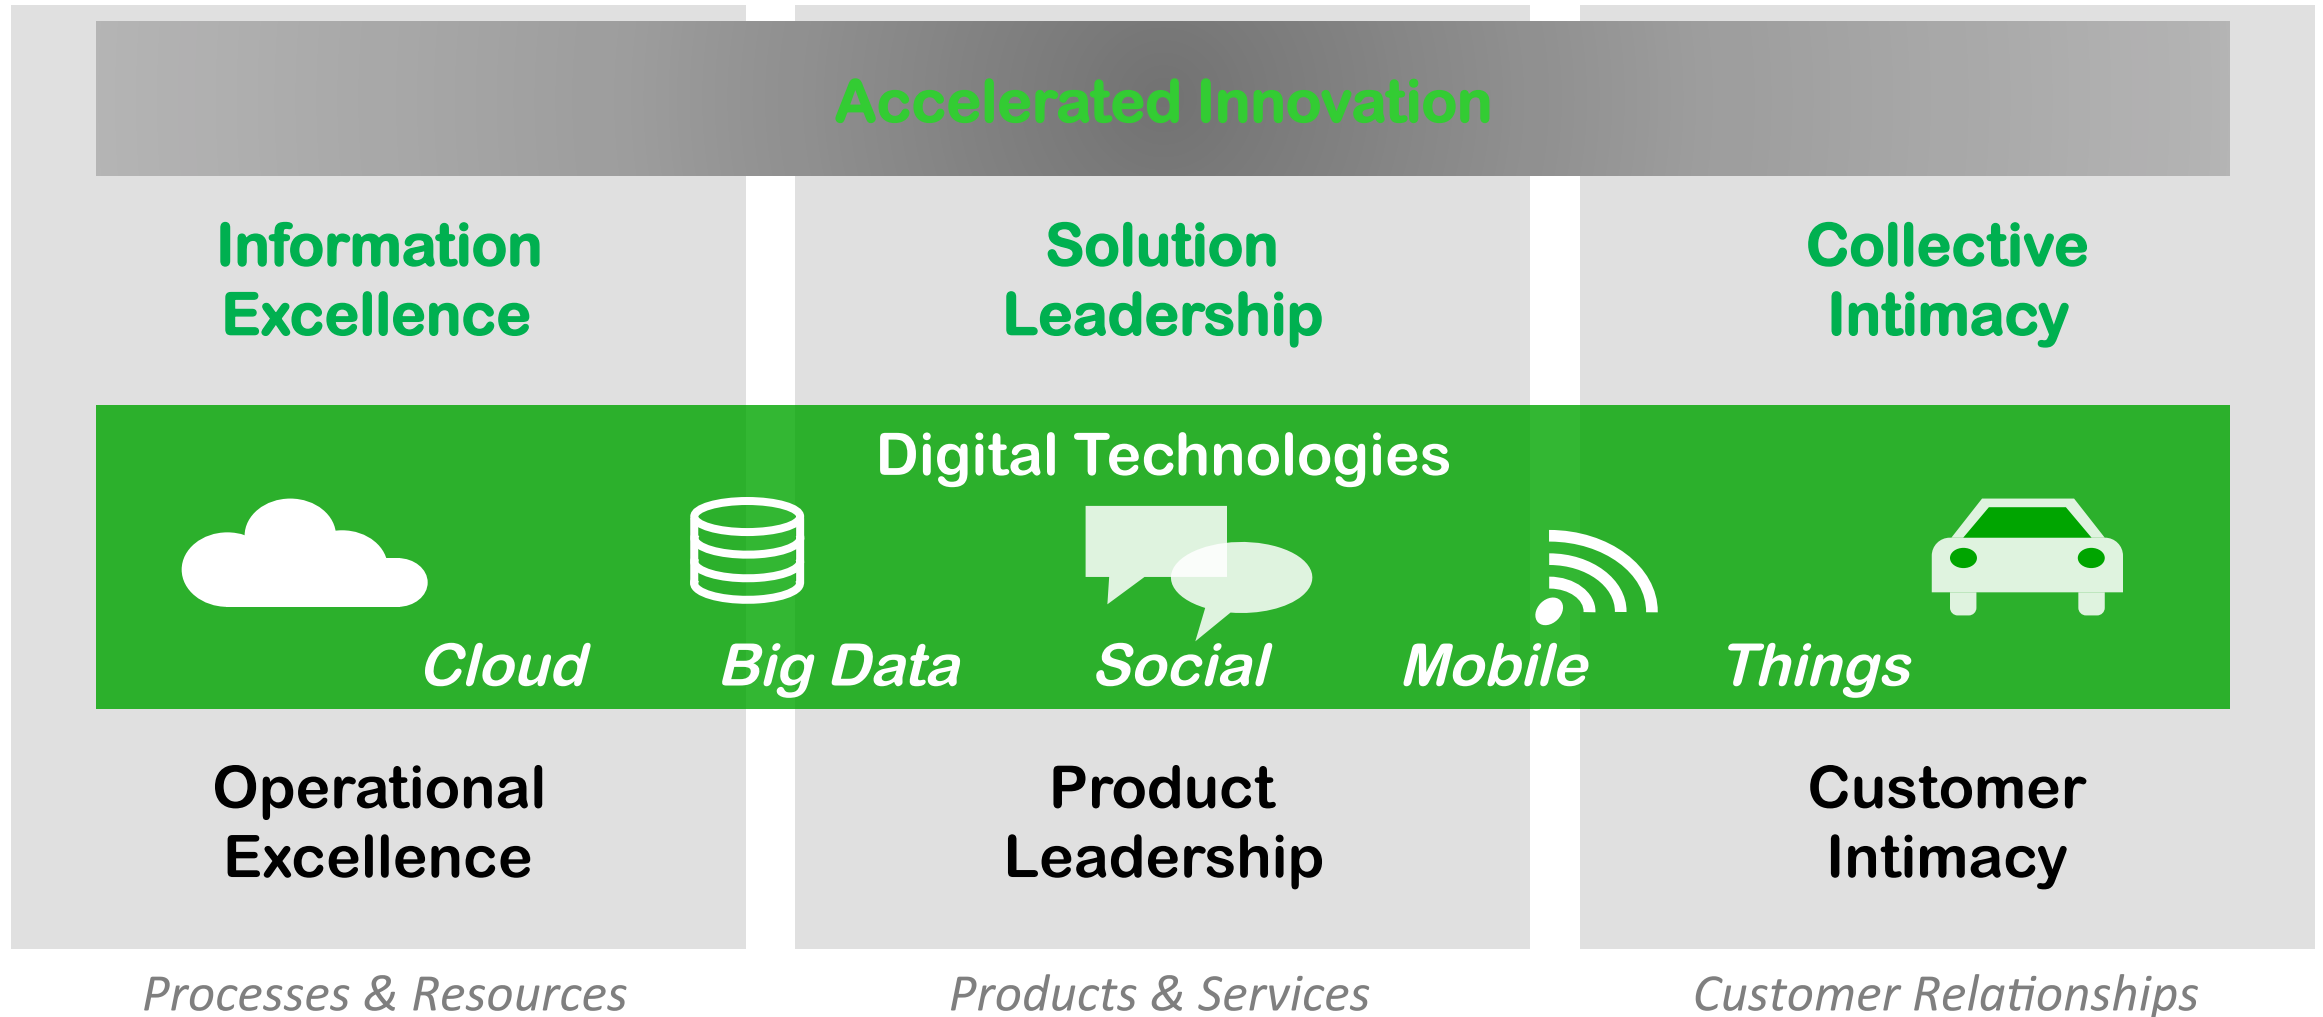 Accelerated Innovation
Information
Excellence
Solution
Leadership
Collective
Intimacy
Digital Technologies
Cloud
Big Data
Social
Mobile
Things
Operational
Excellence
Product
Leadership
Customer
Intimacy
Processes & Resources
Products & Services
Customer Relationships